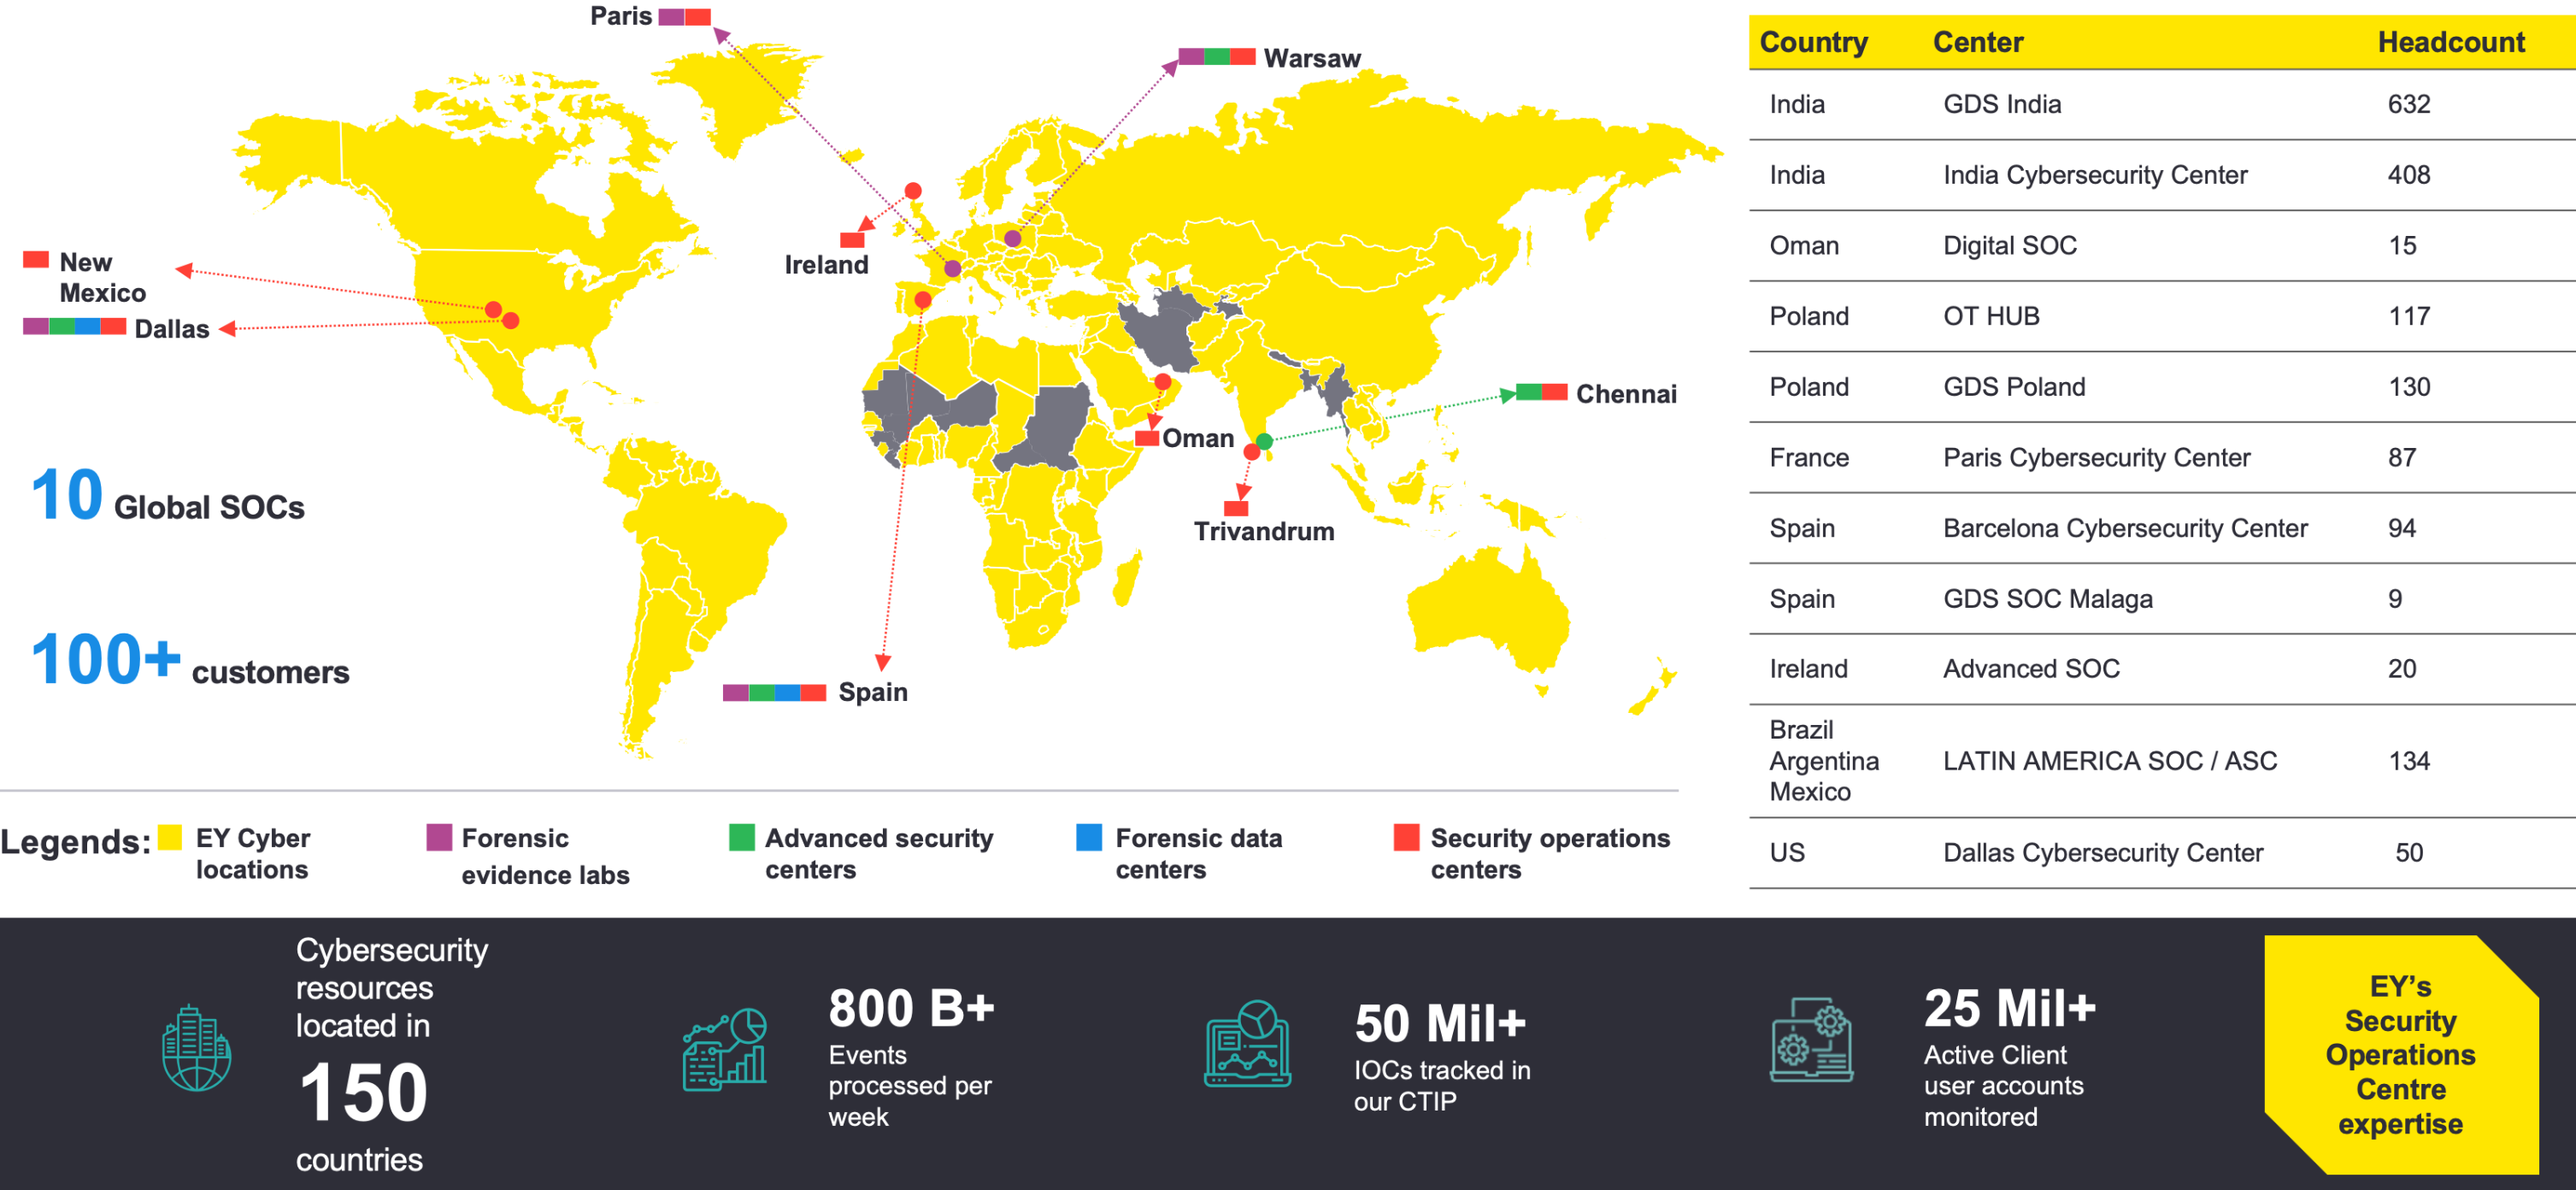 Paris
Warsaw
Ireland
New
Mexico
Dallas
Chennai
Oman
Trivandrum
Spain
10 Global SOCs
100+ customers
Legends:
EY Cyber
locations
Forensic
evidence labs
Advanced security
centers
Forensic data
centers
Security operations
centers
Country Center Headcount
India GDS India 632
India India Cybersecurity Center 408
Oman Digital SOC 15
Poland OT HUB 117
Poland GDS Poland 130
France Paris Cybersecurity Center 87
Spain Barcelona Cybersecurity Center 94
Spain GDS SOC Malaga 9
Ireland Advanced SOC 20
Brazil
Argentina LATIN AMERICA SOC / ASC 134
Mexico
US Dallas Cybersecurity Center 50
Cybersecurity
resources
located in
150
countries
800 B+
Events
processed per
week
50 Mil+
IOCs tracked in
our CTIP
25 Mil+
Active Client
user accounts
monitored
EY’s
Security
Operations
Centre
expertise